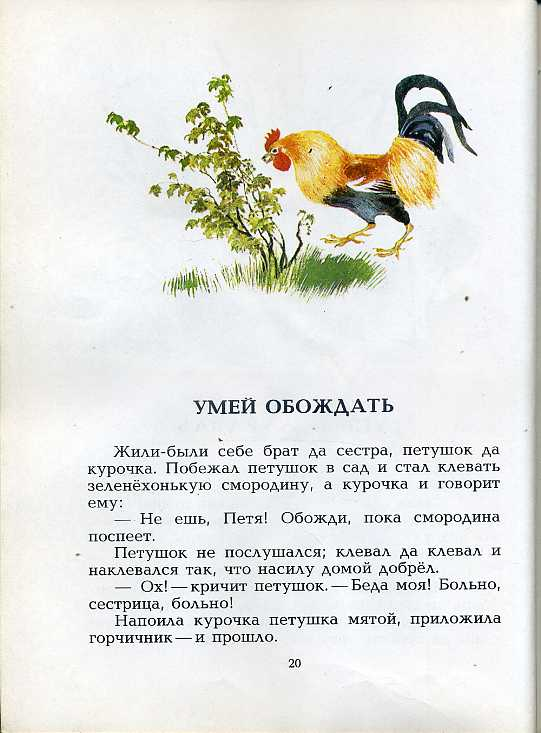 УМЕЙ ОБОЖДАТЬ
Жили-были себе брат да сестра, петушок да
курочка. Побежал петушок в сад и стал клевать
зеленёхонькую смородину, а курочка и говорит
ему:
— Не ешь, Петя! Обожди, пока смородина
поспеет.
Петушок не послушался; клевал да клевал и
наклевался так, что насилу домой добрёл.
— Ох! — кричит петушок. — Беда моя! Больно,
сестрица, больно!
Напоила курочка петушка мятой, приложила
горчичник — и прошло.
20